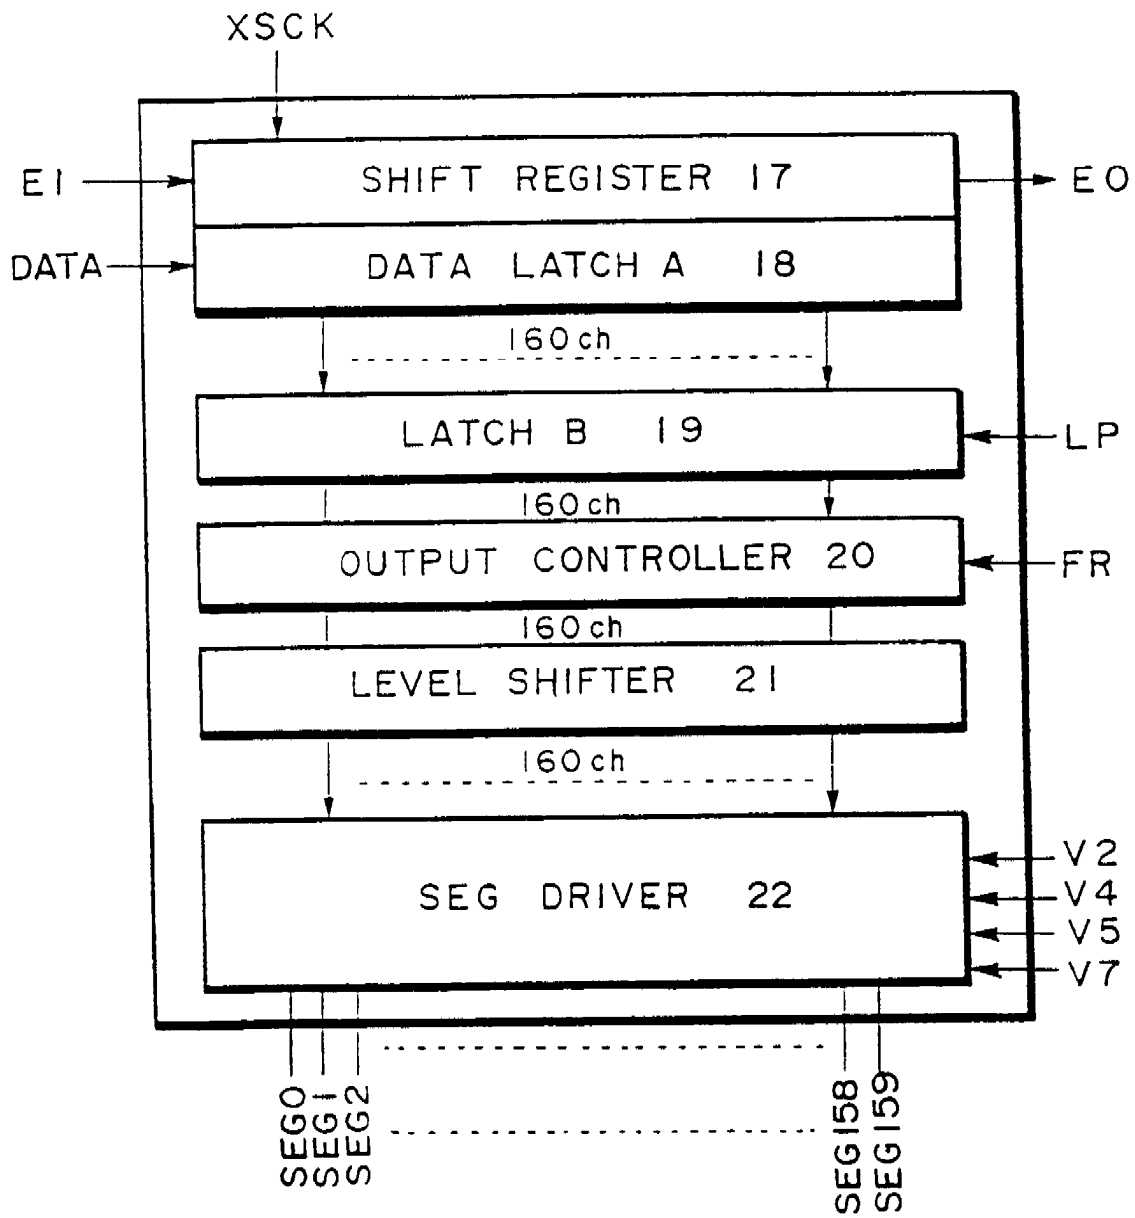 XSCK
EI
SHIFT REGISTER 17
EO
DATA
DATA LATCH A 18
160ch
LATCH B 19
LP
160ch
OUTPUT CONTROLLER 20
FR
160ch
LEVEL SHIFTER 21
160ch
SEG DRIVER 22
V2
V4
V5
V7
SEG0
SEG1
SEG2
SEG158
SEG159